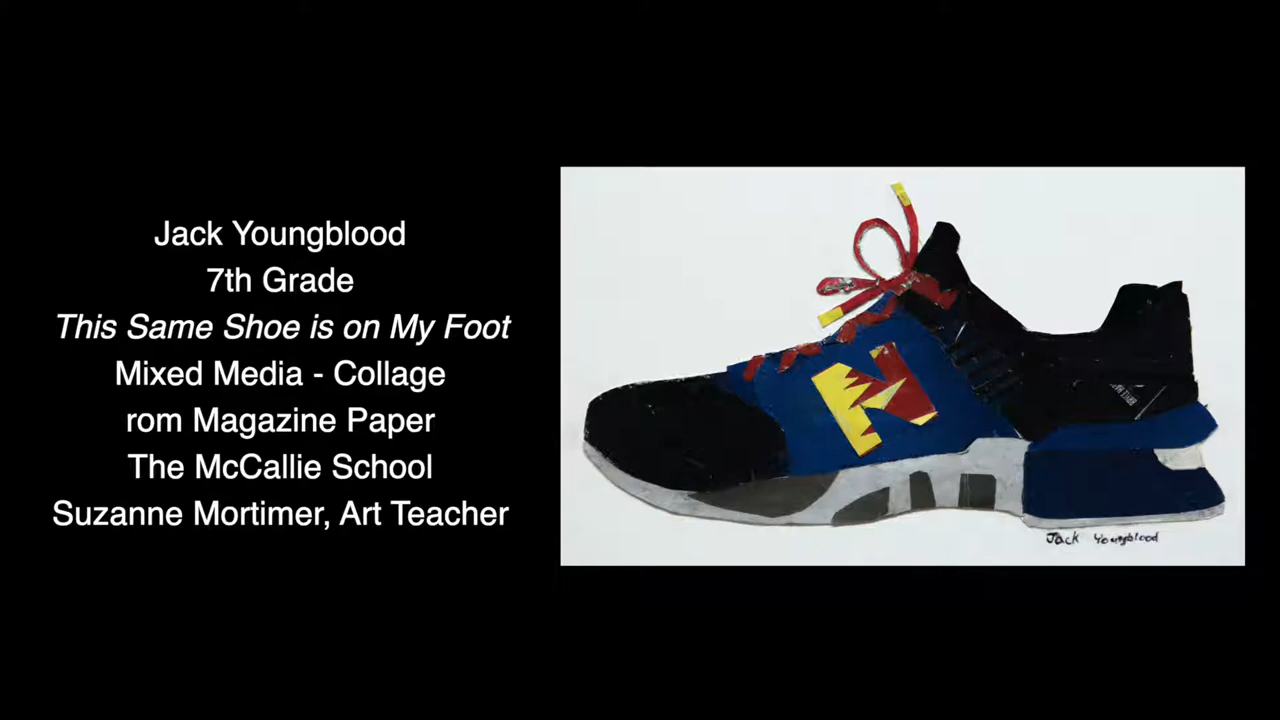 Jack Youngblood
7th Grade
This Same Shoe is on My Foot
Mixed Media - Collage
rom Magazine Paper
The McCallie School
Suzanne Mortimer, Art Teacher
N
Jack Youngblood